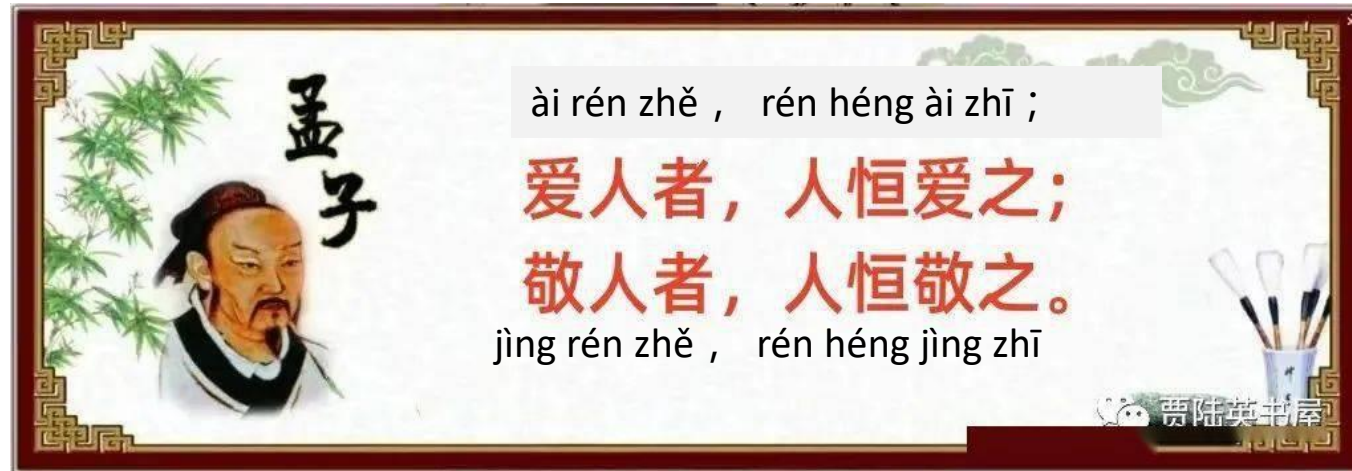 孟子
ài rén zhě ， rén héng ài zhī ；
爱人者，人恒爱之；
敬人者，人恒敬之。
jìng rén zhě ， rén héng jìng zhī
贾陆英书屋